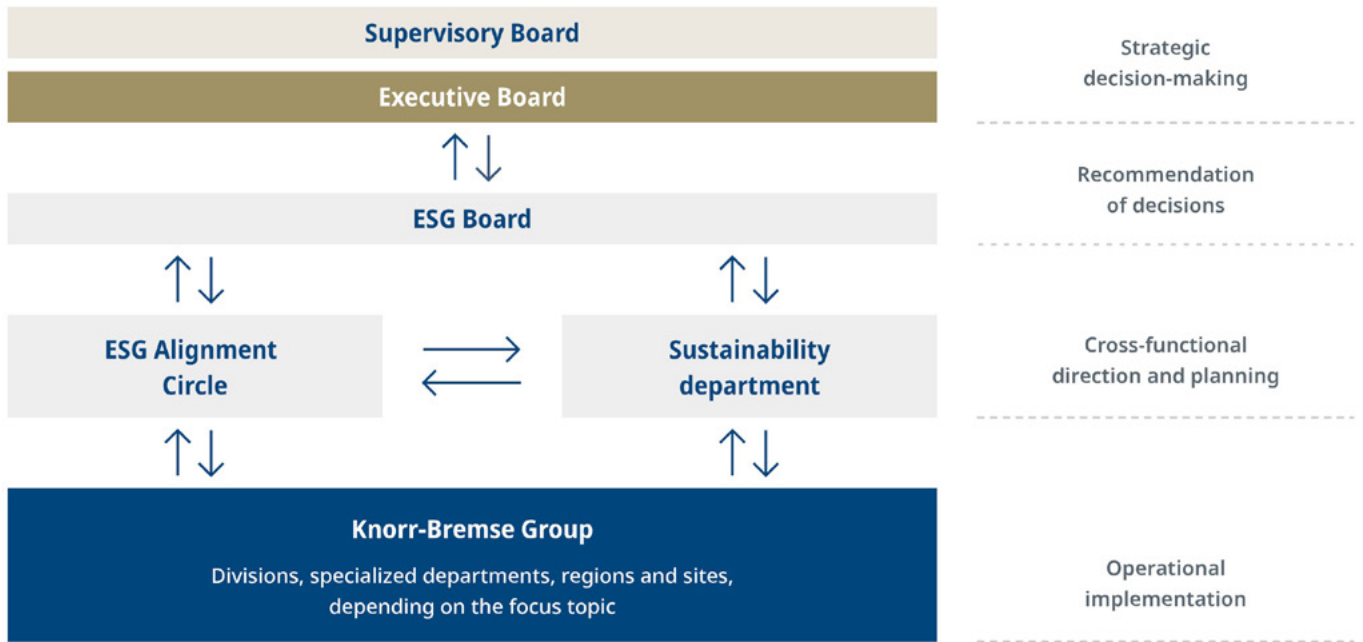 Supervisory Board
Strategic
decision-making
Executive Board
Recommendation
of decisions
ESG Board
ESG Alignment
Circle
Sustainability
department
Cross-functional
direction and planning
Knorr-Bremse Group
Divisions, specialized departments, regions and sites,
depending on the focus topic
Operational
implementation